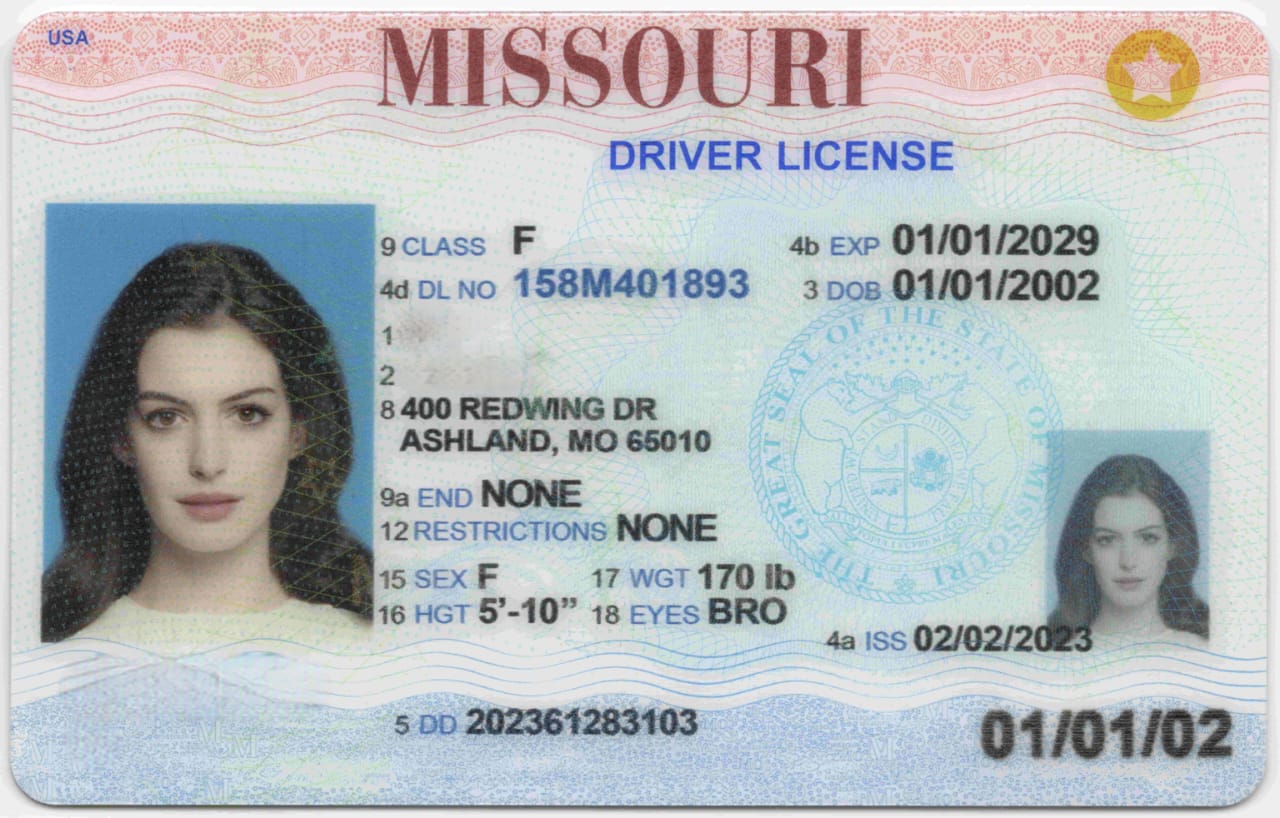 USA
MISSOURI
DRIVER LICENSE
9 CLASS F
4b EXP 01/01/2029
4d DL NO 158M401893
3 DOB 01/01/2002
1
2
8 400 REDWING DR
ASHLAND, MO 65010
9a END NONE
12 RESTRICTIONS NONE
15 SEX F 17 WGT 170 lb
16 HGT 5’-10” 18 EYES BRO
4a ISS 02/02/2023
5 DD 202361283103
01/01/02
THE GREAT SEAL OF THE STATE OF MISSOURI